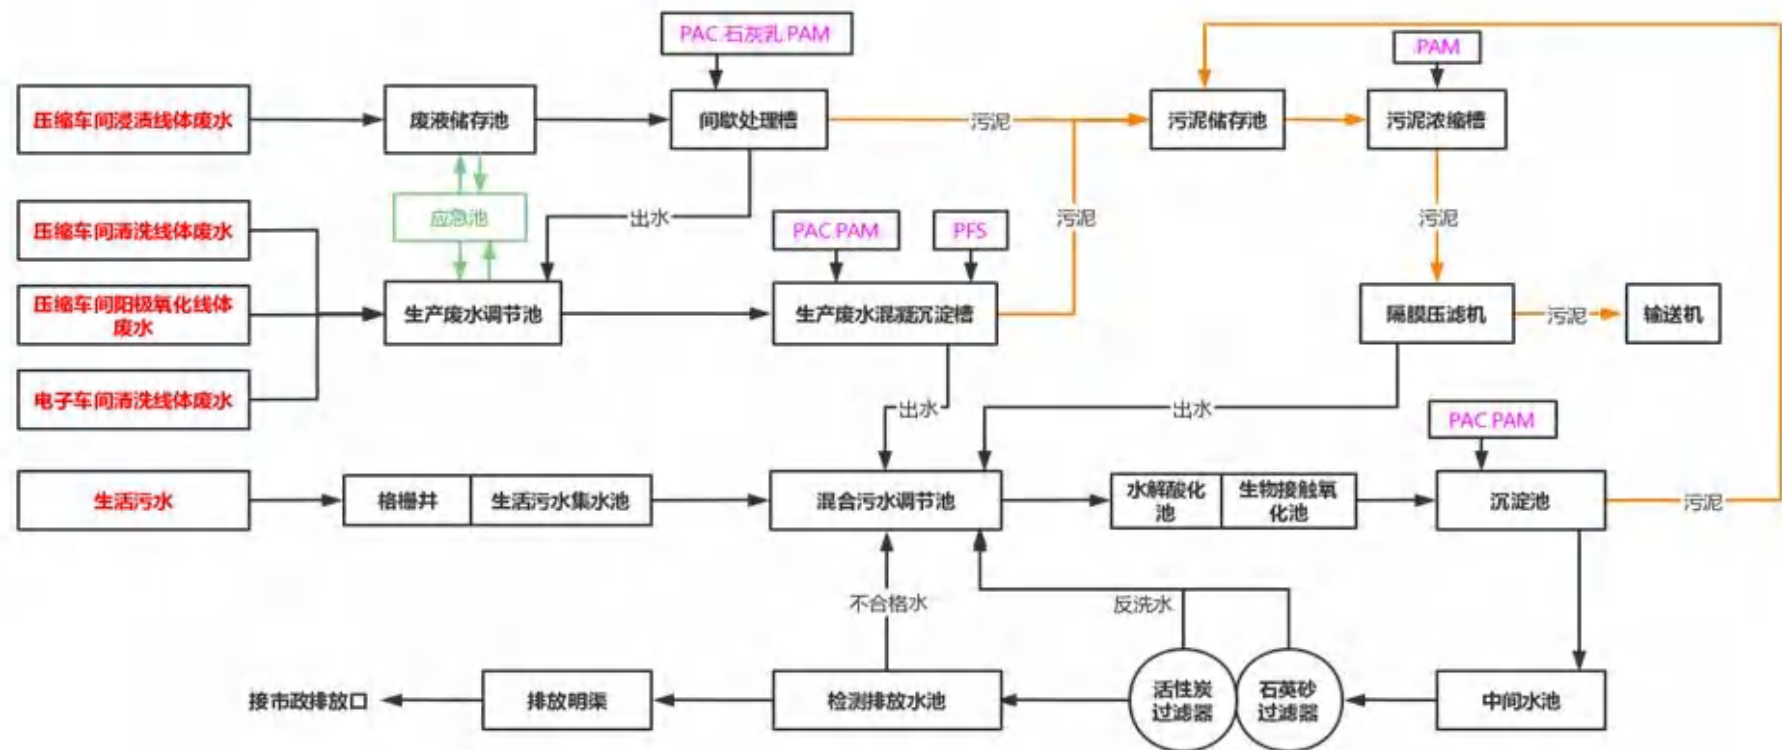 PAC.石灰乳.PAM
.PAM
压缩车间浸渍线体废水
废液储存池
间歇处理槽
污泥
污泥储存池
污泥浓缩槽
压缩车间清洗线体废水
应急池
出水
PAC.PAM
PFS
污泥
污泥
压缩车间阳极氧化线体
废水
生产废水调节池
生产废水混凝沉淀槽
隔膜压滤机
污泥
输送机
电子车间清洗线体废水
出水
出水
PAC.PAM
生活污水
格栅井
生活污水集水池
混合污水调节池
水解酸化
池
生物接触氧
化池
沉淀池
污泥
不合格水
反洗水
接市政排放口
排放明渠
检测排放水池
活性炭
过滤器
石英砂
过滤器
中间水池